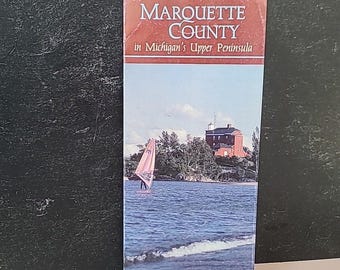 MARQUETTE
COUNTY
in Michigan's Upper Peninsula